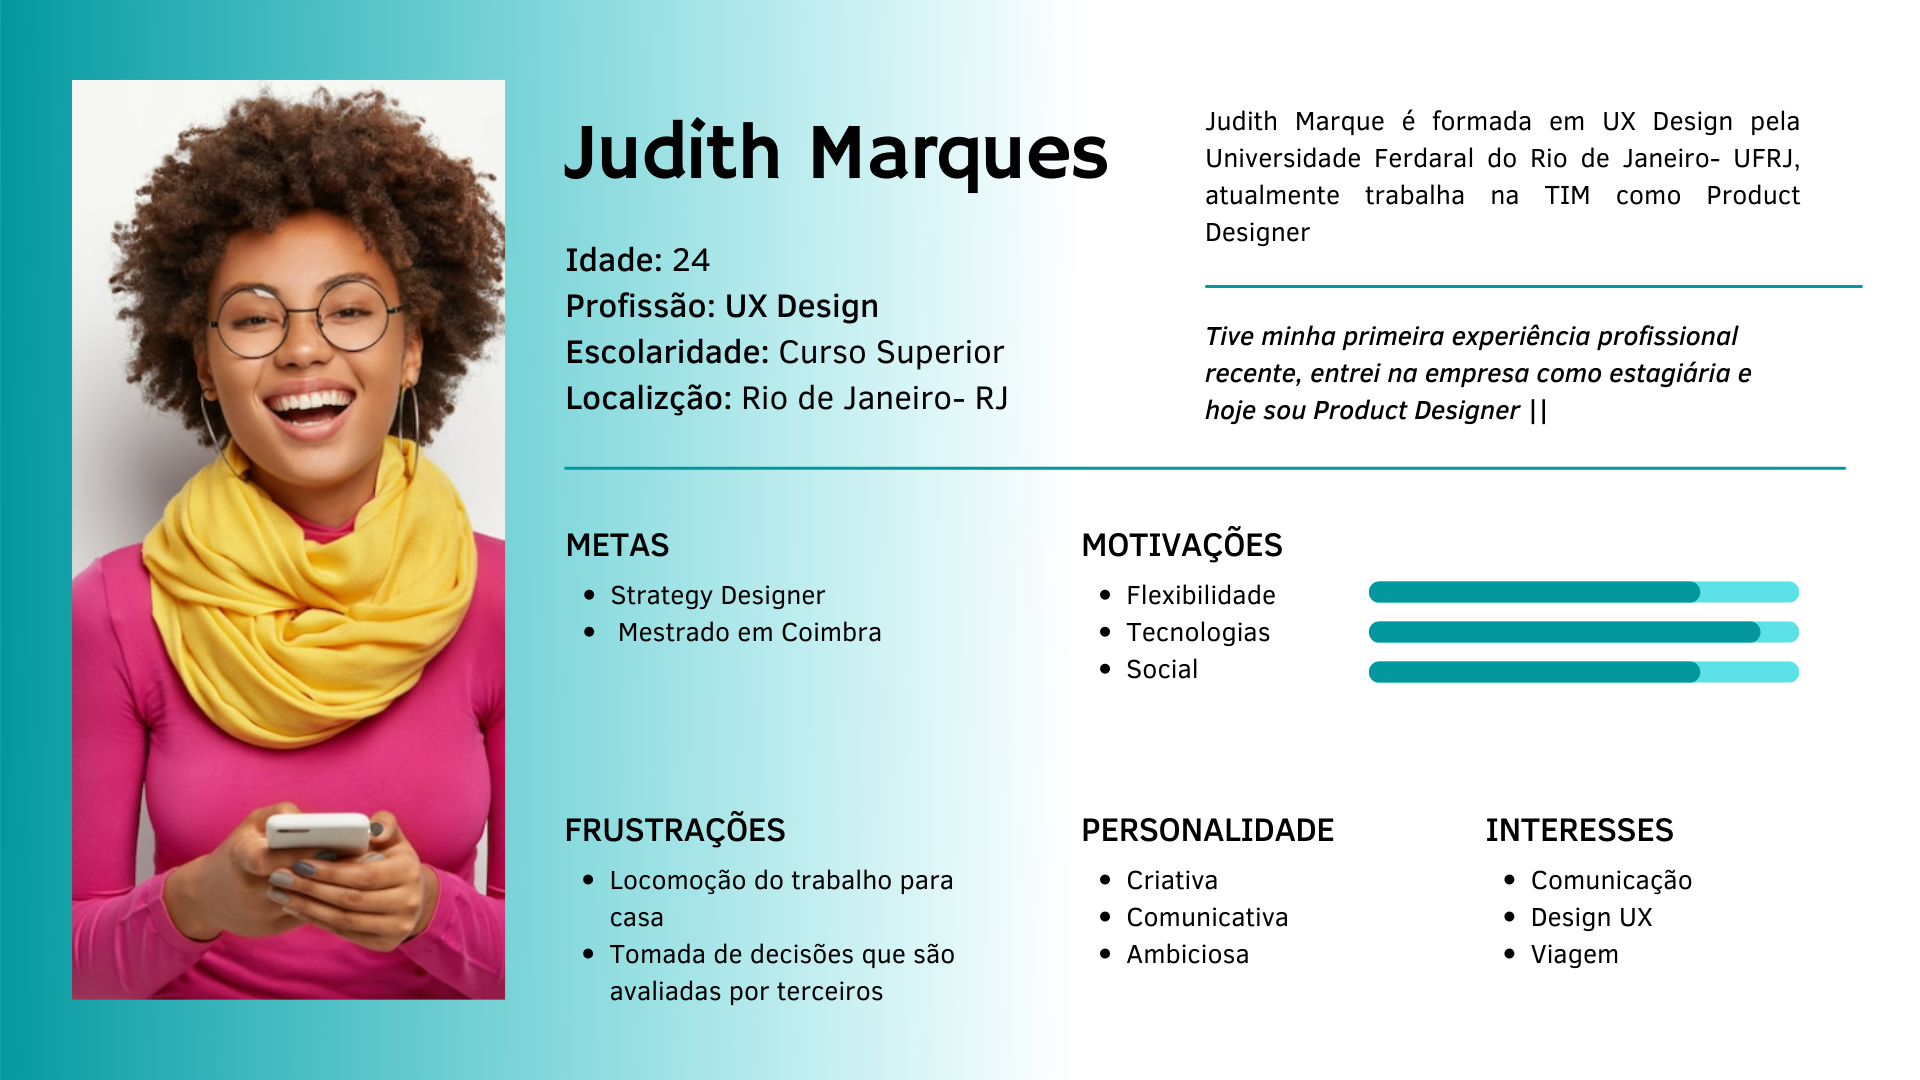 Judith Marques
Idade: 24
Profissão: UX Design
Escolaridade: Curso Superior
Localizção: Rio de Janeiro- RJ
Judith Marque é formada em UX Design pela
Universidade Ferdaral do Rio de Janeiro- UFRJ,
atualmente trabalha na TIM como Product
Designer
Tive minha primeira experiência profissional
recente, entrei na empresa como estagiária e
hoje sou Product Designer ||
METAS
• Strategy Designer
• Mestrado em Coimbra
MOTIVAÇÕES
• Flexibilidade
• Tecnologias
• Social
FRUSTRAÇÕES
• Locomoção do trabalho para
casa
• Tomada de decisões que são
avaliadas por terceiros
PERSONALIDADE
• Criativa
• Comunicativa
• Ambiciosa
INTERESSES
• Comunicação
• Design UX
• Viagem